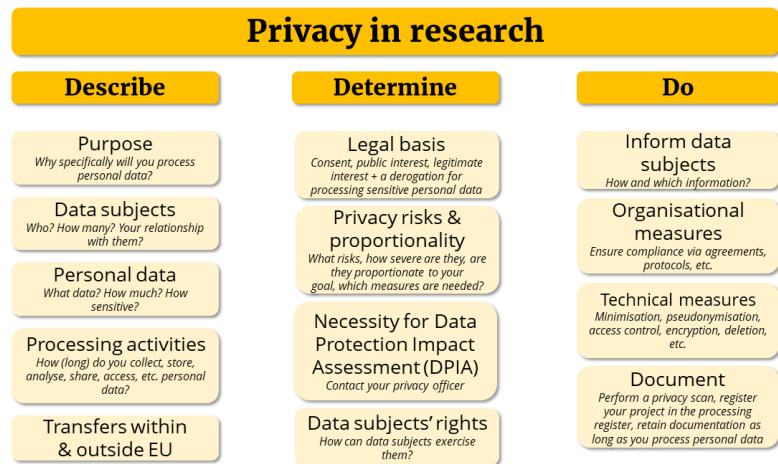 Privacy in research
Describe
Purpose
Why specifically will you process
personal data?
Data subjects
Who? How many? Your relationship
with them?
Personal data
What data? How much? How
sensitive?
Processing activities
How (long) do you collect, store,
analyse, share, access, etc. personal
data?
Transfers within
& outside EU
Determine
Legal basis
Consent, public interest, legitimate
interest + a derogation for
processing sensitive personal data
Privacy risks &
proportionality
What risks, how severe are they, are
they proportionate to your
goal, which measures are needed?
Necessity for Data
Protection Impact
Assessment (DPIA)
Contact your privacy officer
Data subjects' rights
How can data subjects exercise
them?
Do
Inform data
subjects
How and which information?
Organisational
measures
Ensure compliance via agreements,
protocols, etc.
Technical measures
Minimisation, pseudonymisation,
access control, encryption, deletion,
etc.
Document
Perform a privacy scan, register
your project in the processing
register, retain documentation as
long as you process personal data